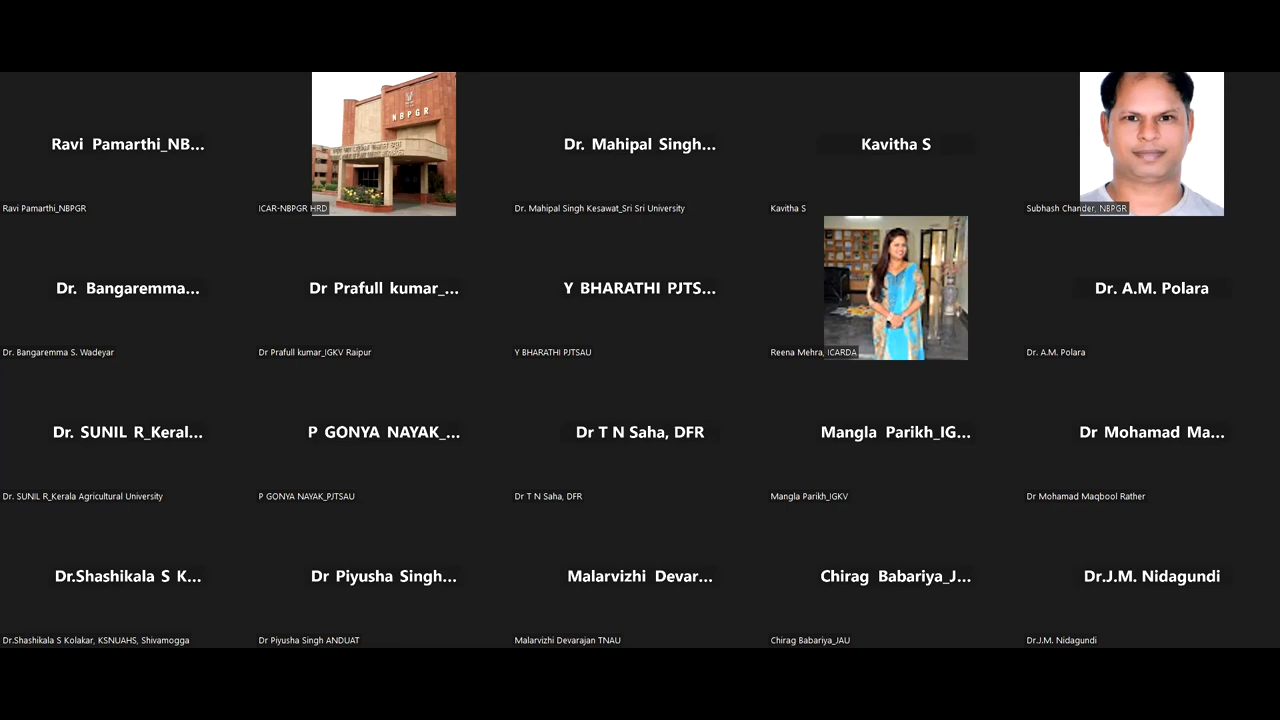 Ravi Pamarthi_NB...
NBPGR
Dr. Mahipal Singh...
Kavitha S
Ravi Pamarthi_NBPGR
ICAR-NBPGR HRD
Dr. Mahipal Singh Kesawat_Sri Sri University
Kavitha S
Subhash Chander, NBPGR
Dr. Bangaremma...
Dr Prafull kumar_...
Y BHARATHI PJTS...
Dr. A.M. Polara
Dr. Bangaremma S. Wadeyar
Dr Prafull kumar_IGKV Raipur
Y BHARATHI PJTSAU
Reena Mehra, ICARDA
Dr. A.M. Polara
Dr. SUNIL R_Keral...
P GONYA NAYAK_...
Dr T N Saha, DFR
Mangla Parikh_IG...
Dr Mohamad Ma...
Dr. SUNIL R_Kerala Agricultural University
P GONYA NAYAK_PJTSAU
Dr T N Saha, DFR
Mangla Parikh_IGKV
Dr Mohamad Maqbool Rather
Dr.Shashikala S K...
Dr Piyusha Singh...
Malarvizhi Devar...
Chirag Babariya_J...
Dr.J.M. Nidagundi
Dr.Shashikala S Kolakar, KSNUAHS, Shivamogga
Dr Piyusha Singh ANDUAT
Malarvizhi Devarajan TNAU
Chirag Babariya_JAU
Dr.J.M. Nidagundi